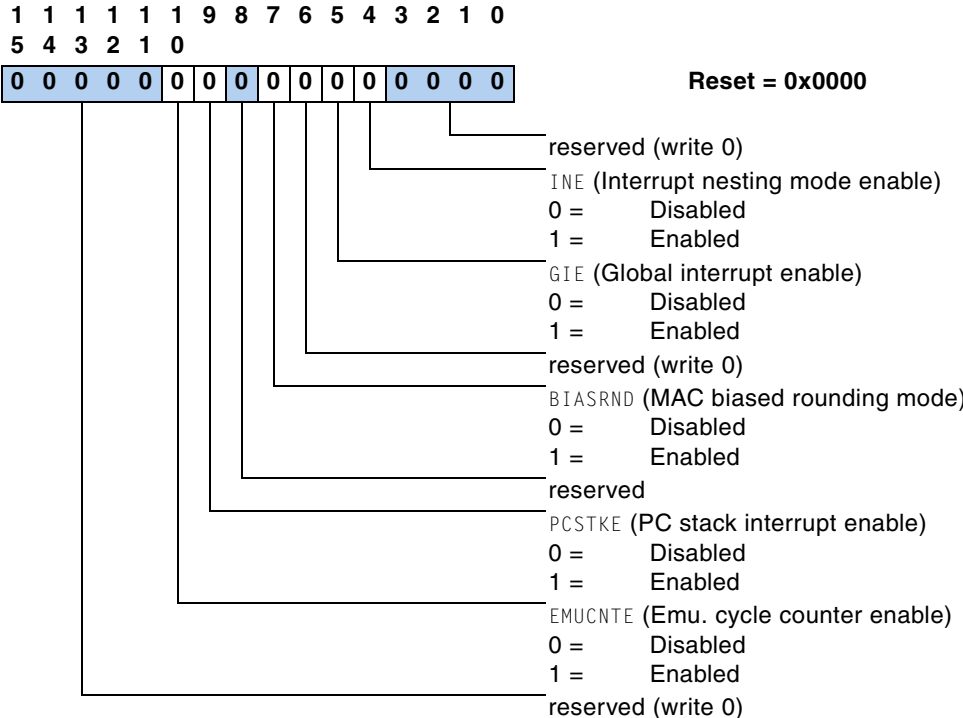 1 1 1 1 1 1 9 8 7 6 5 4 3 2 1 0
5 4 3 2 1 0
0 0 0 0 0 0 0 0 0 0 0 0 0 0 0 0
Reset = 0x0000
reserved (write 0)
INE (Interrupt nesting mode enable)
0 = Disabled
1 = Enabled
GIE (Global interrupt enable)
0 = Disabled
1 = Enabled
reserved (write 0)
BIASRND (MAC biased rounding mode)
0 = Disabled
1 = Enabled
reserved
PCSTKE (PC stack interrupt enable)
0 = Disabled
1 = Enabled
EMUCNTE (Emu. cycle counter enable)
0 = Disabled
1 = Enabled
reserved (write 0)